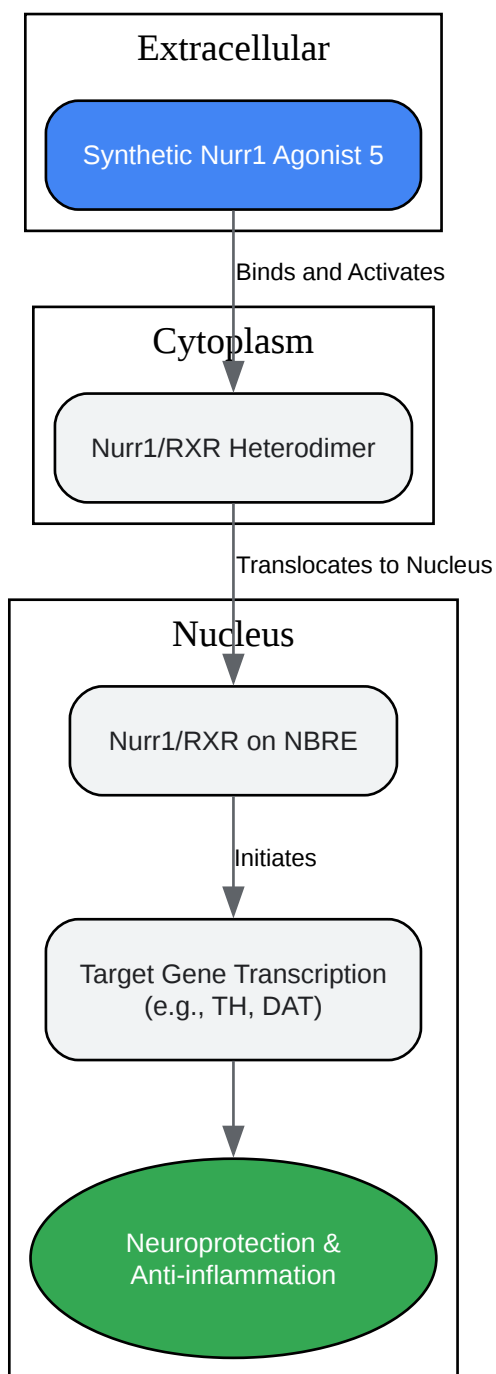 Extracellular
Synthetic Nurr1 Agonist 5
Binds and Activates
Cytoplasm
Nurr1/RXR Heterodimer
Translocates to Nucleus
Nucleus
Nurr1/RXR on NBRE
Initiates
Target Gene Transcription
(e.g., TH, DAT)
Neuroprotection &
Anti-inflammation